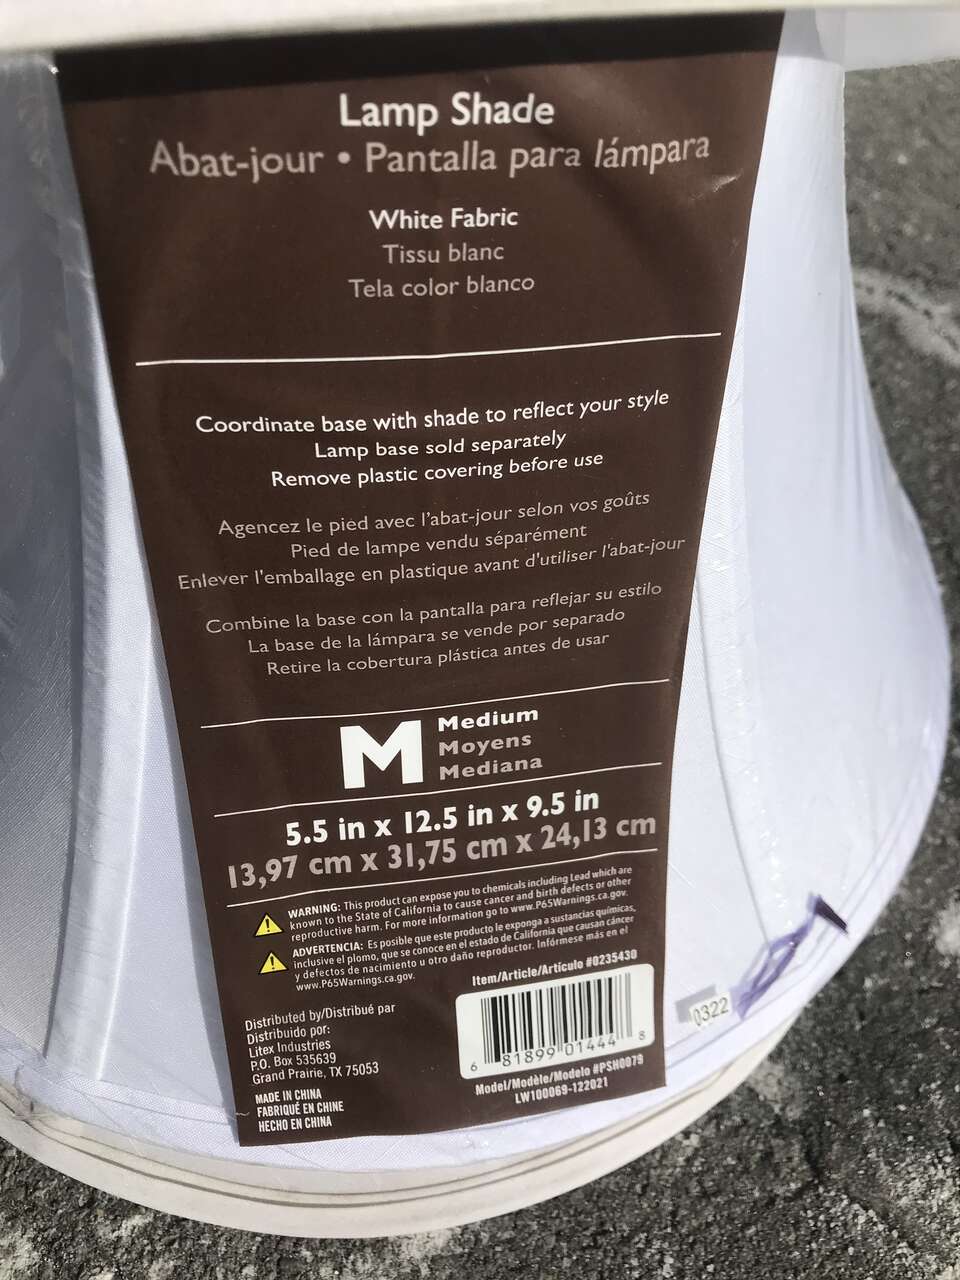 Lamp Shade
Abat-jour • Pantalla para lámpara
White Fabric
Tissu blanc
Tela color blanco
Coordinate base with shade to reflect your style
Lamp base sold separately
Remove plastic covering before use
Agencez le pied avec l'abat-jour selon vos goûts
Pied de lampe vendu séparément
Enlever l'emballage en plastique avant d'utiliser l'abat-jour
Combine la base con la pantalla para reflejar su estilo
La base de la lámpara se vende por separado
Retire la cobertura plástica antes de usar
M Medium
Moyens
Mediana
5.5 in x 12.5 in x 9.5 in
13,97 cm x 31,75 cm x 24,13 cm
WARNING: This product can expose you to chemicals including Lead which are
known to the State of California to cause cancer and birth defects or other
reproductive harm. For more information go to www.P65Warnings.ca.gov.
ADVERTENCIA: Es posible que este producto le exponga a sustancias químicas,
inclusive el plomo, que se conoce en el estado de California que causan cáncer
y defectos de nacimiento u otro daño reproductor. Infórmese más en el
www.P65Warnings.ca.gov.
Item/Article/Artículo #0235430
Distributed by/Distribué par
Distribuido por:
Litex Industries
P.O. Box 535639
Grand Prairie, TX 75053
MADE IN CHINA
FABRIQUÉ EN CHINE
HECHO EN CHINA
6 81899 01444 8
Model/Modèle/Modelo #PSH0079
LW100069-122021
0322